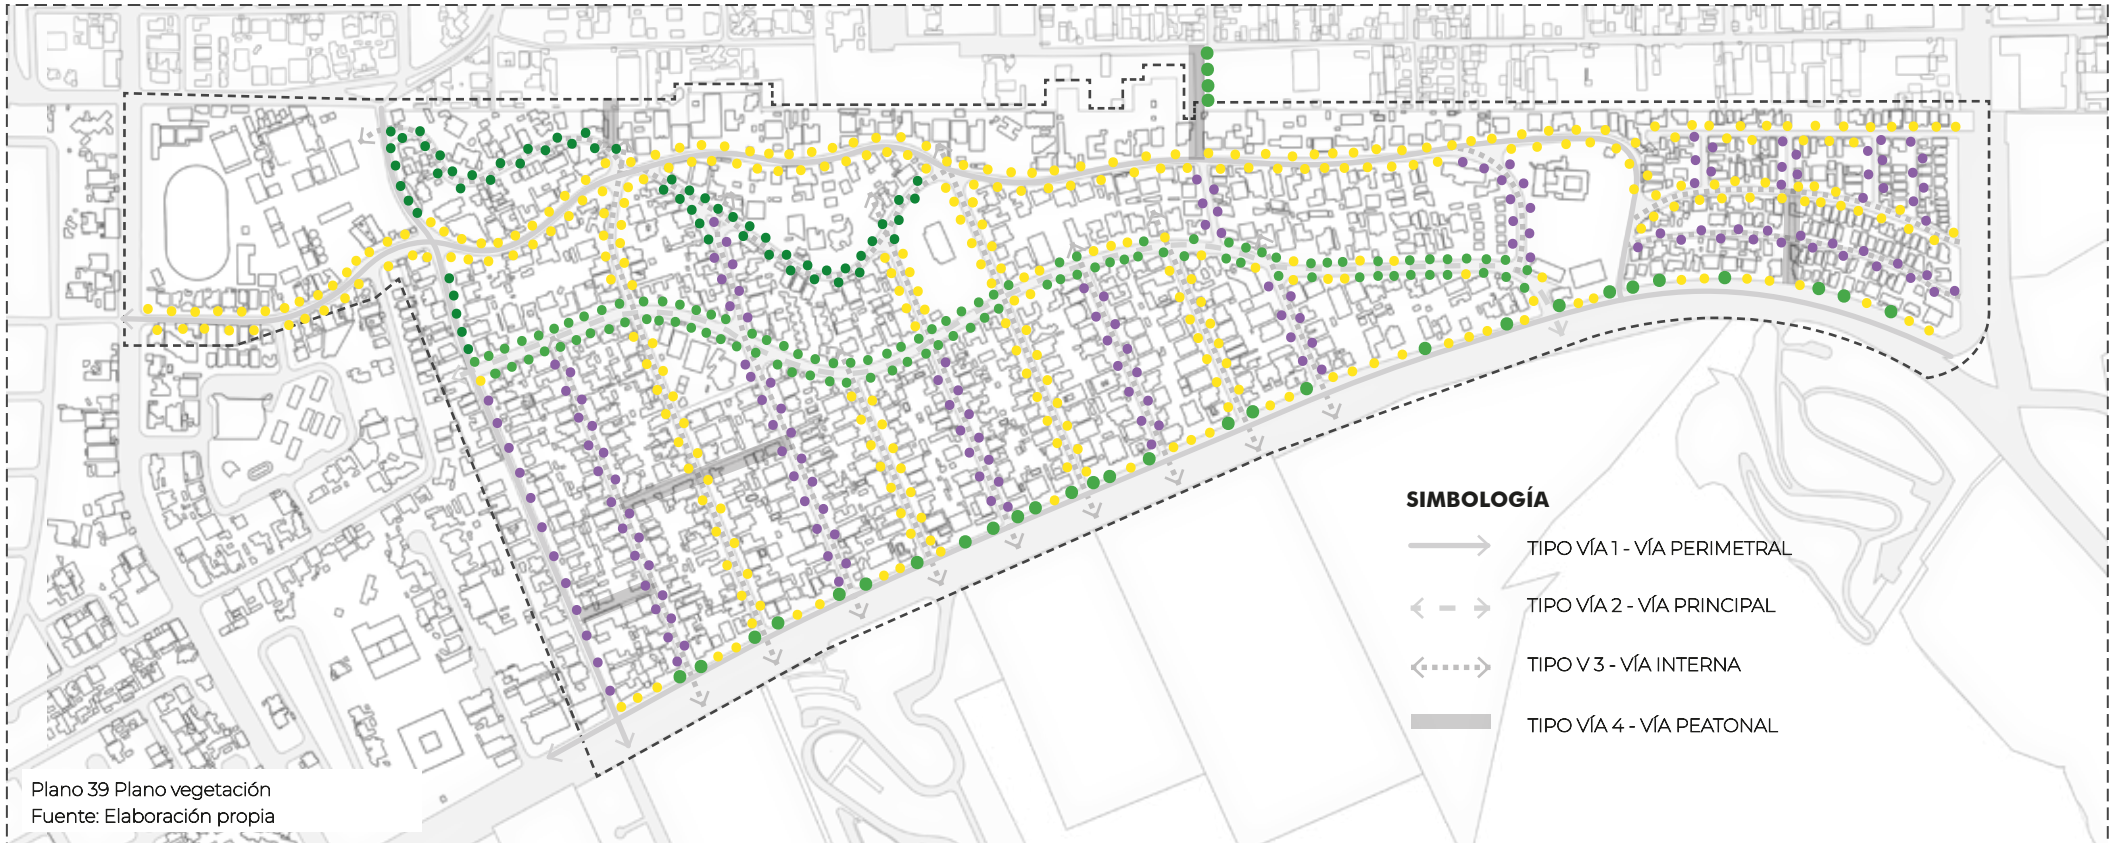 SIMBOLOGÍA
TIPO VÍA 1 - VÍA PERIMETRAL
TIPO VÍA 2 - VÍA PRINCIPAL
TIPO V 3 - VÍA INTERNA
TIPO VÍA 4 - VÍA PEATONAL
Plano 39 Plano vegetación
Fuente: Elaboración propia